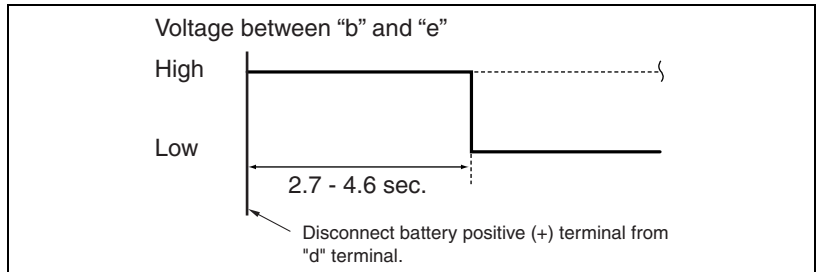 Voltage between “b” and “e”
High
Low
2.7 - 4.6 sec.
Disconnect battery positive (+) terminal from
"d" terminal.